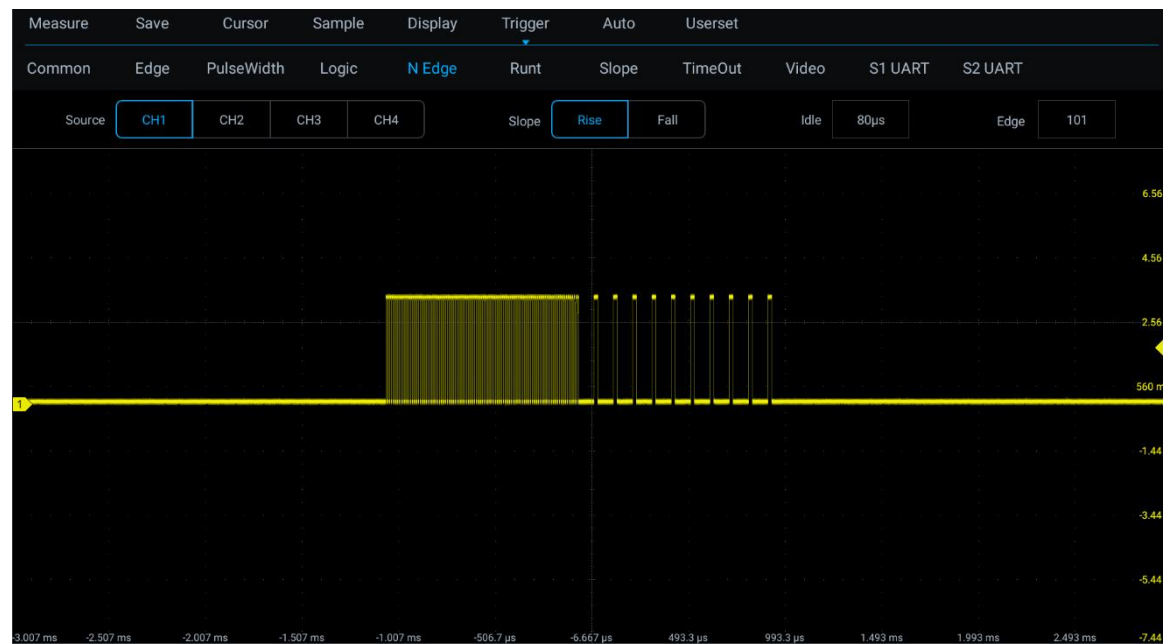 Measure Save Cursor Sample Display Trigger Auto Userset
Common Edge PulseWidth Logic N Edge Runt Slope TimeOut Video S1 UART S2 UART
Source CH1 CH2 CH3 CH4 Slope Rise Fall Idle 80µs Edge 101
6.56
4.56
2.56
560 m
1
-1.44
-3.44
-5.44
-3.007 ms -2.507 ms -2.007 ms -1.507 ms -1.007 ms -506.7 µs -6.667 µs 493.3 µs 993.3 µs 1.493 ms 1.993 ms 2.493 ms -7.44